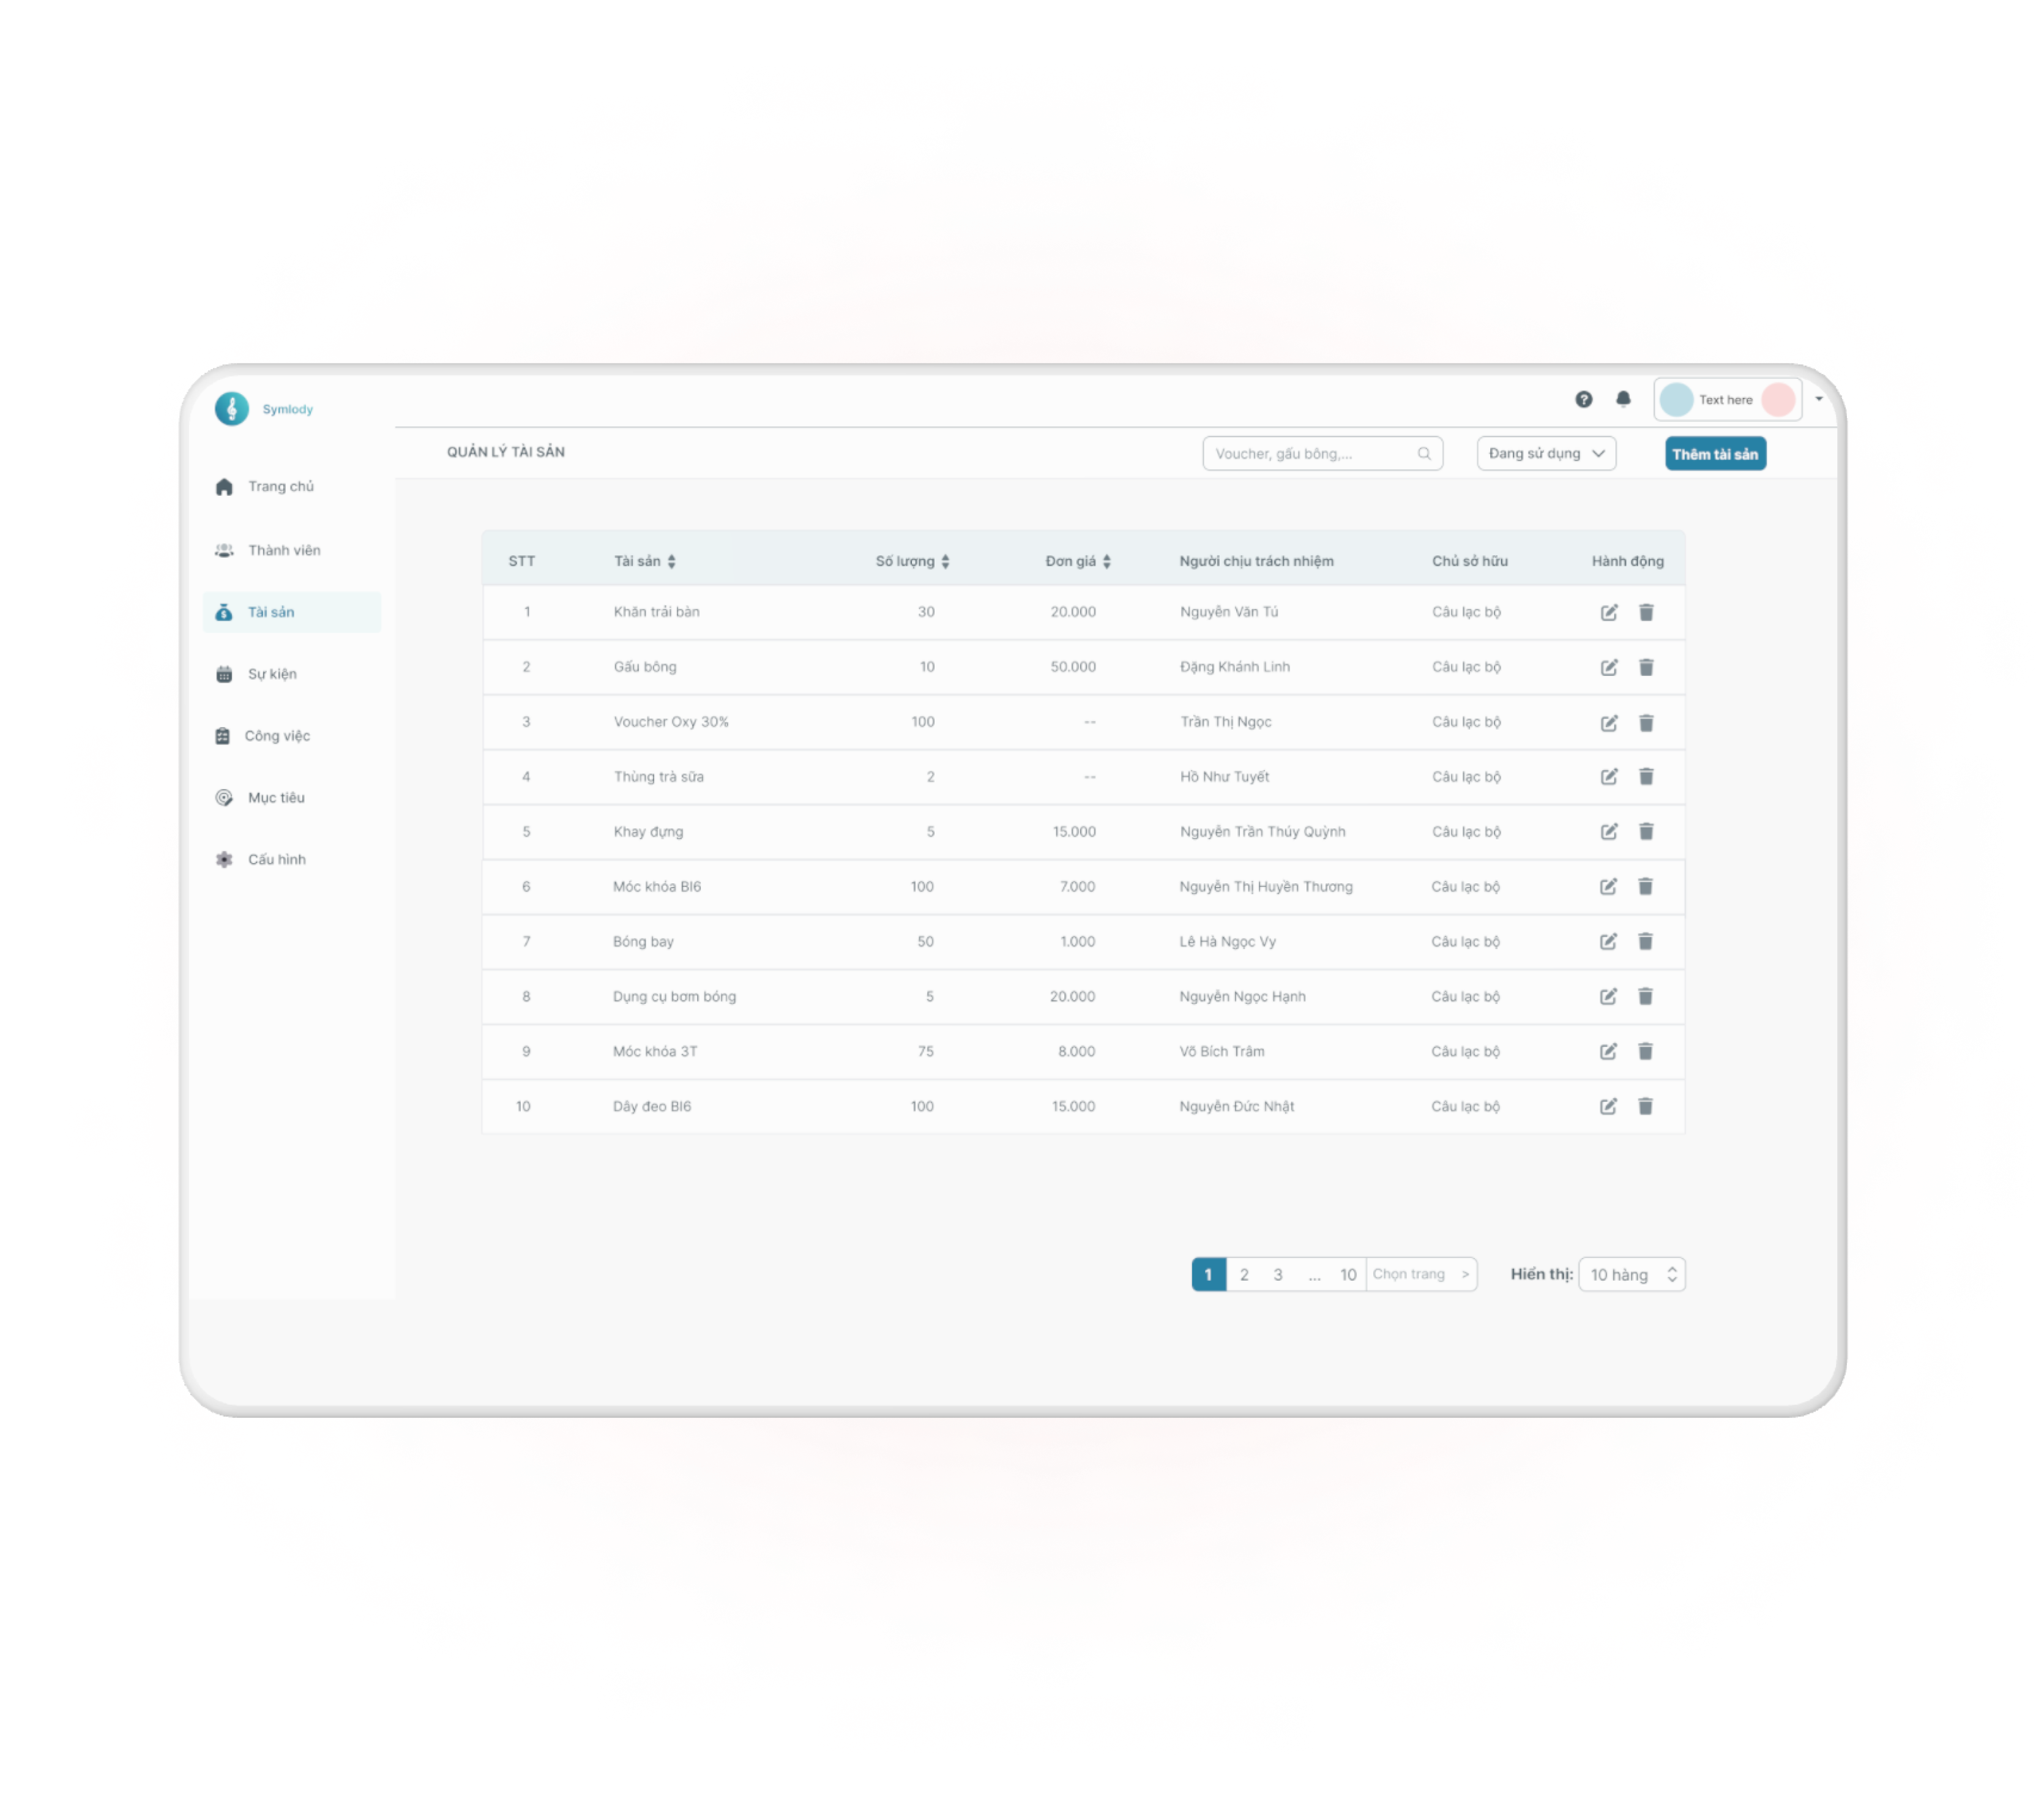 Symlody
Text here
QUẢN LÝ TÀI SẢN
Voucher, gấu bông,...
Đang sử dụng
Thêm tài sản
Trang chủ
Thành viên
Tài sản
Sự kiện
Công việc
Mục tiêu
Cấu hình
STT Tài sản Số lượng Đơn giá Người chịu trách nhiệm Chủ sở hữu Hành động
1 Khăn trải bàn 30 20.000 Nguyễn Văn Tú Câu lạc bộ
2 Gấu bông 10 50.000 Đặng Khánh Linh Câu lạc bộ
3 Voucher Oxy 30% 100 -- Trần Thị Ngọc Câu lạc bộ
4 Thùng trà sữa 2 -- Hồ Như Tuyết Câu lạc bộ
5 Khay đựng 5 15.000 Nguyễn Trần Thúy Quỳnh Câu lạc bộ
6 Móc khóa BI6 100 7.000 Nguyễn Thị Huyền Thương Câu lạc bộ
7 Bóng bay 50 1.000 Lê Hà Ngọc Vy Câu lạc bộ
8 Dụng cụ bơm bóng 5 20.000 Nguyễn Ngọc Hạnh Câu lạc bộ
9 Móc khóa 3T 75 8.000 Võ Bích Trâm Câu lạc bộ
10 Dây đeo BI6 100 15.000 Nguyễn Đức Nhật Câu lạc bộ
1 2 3 ... 10 Chọn trang > Hiển thị: 10 hàng